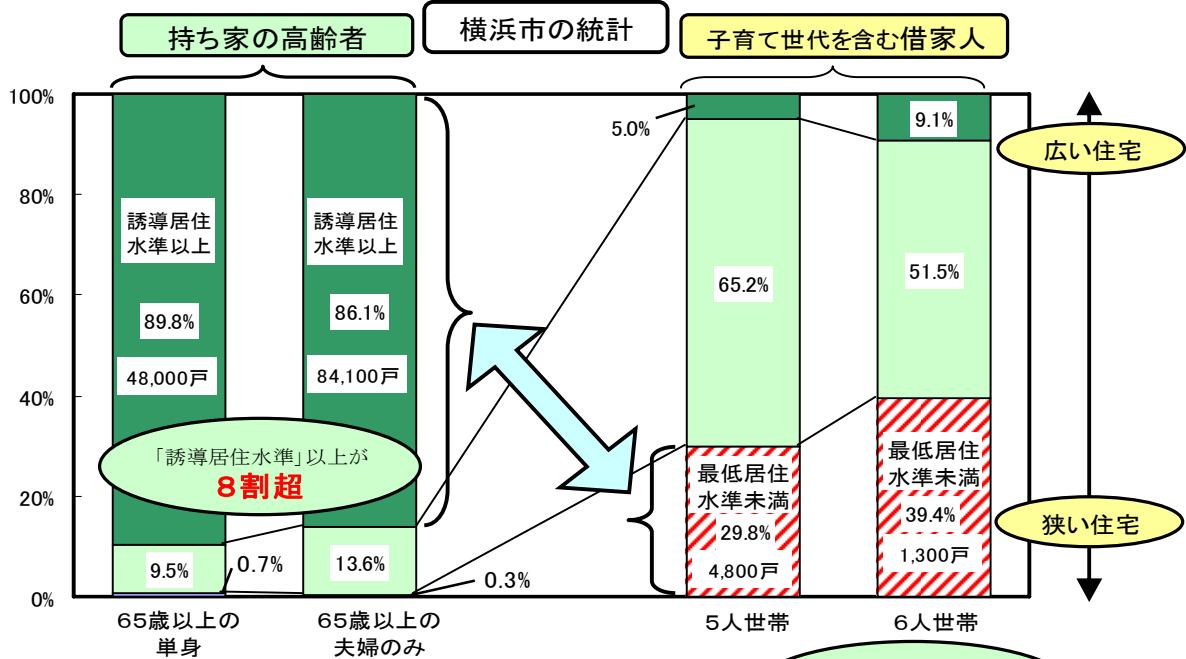 横浜市の統計
持ち家の高齢者
子育て世代を含む借家人
100%
80%
60%
40%
20%
0%
誘導居住
水準以上
89.8%
48,000戸
9.5%
0.7%
誘導居住
水準以上
86.1%
84,100戸
13.6%
0.3%
「誘導居住水準」以上が
8割超
5.0%
65.2%
最低居住
水準未満
29.8%
4,800戸
9.1%
51.5%
最低居住
水準未満
39.4%
1,300戸
広い住宅
狭い住宅
65歳以上の
単身
65歳以上の
夫婦のみ
5人世帯
6人世帯